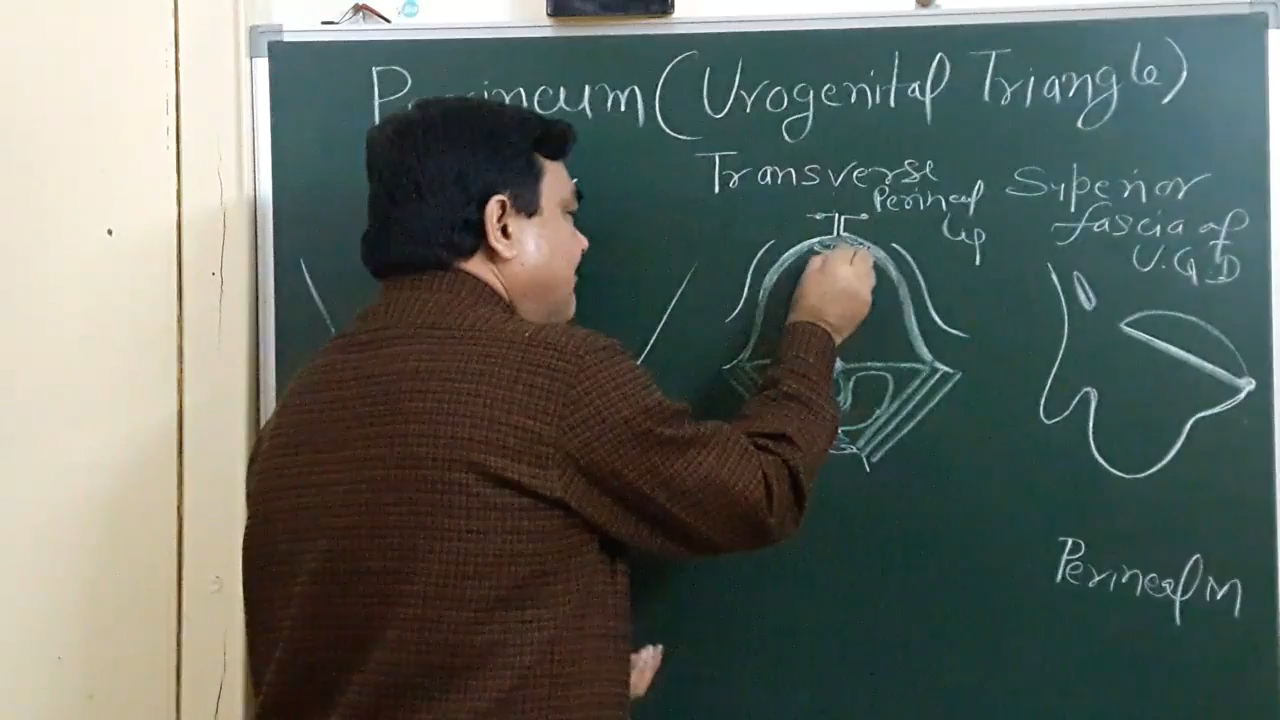 Perineum (Urogenital Triangle)
Transverse
Perineal
Lig
Superior
fascia of
U.G.D
Perineal M